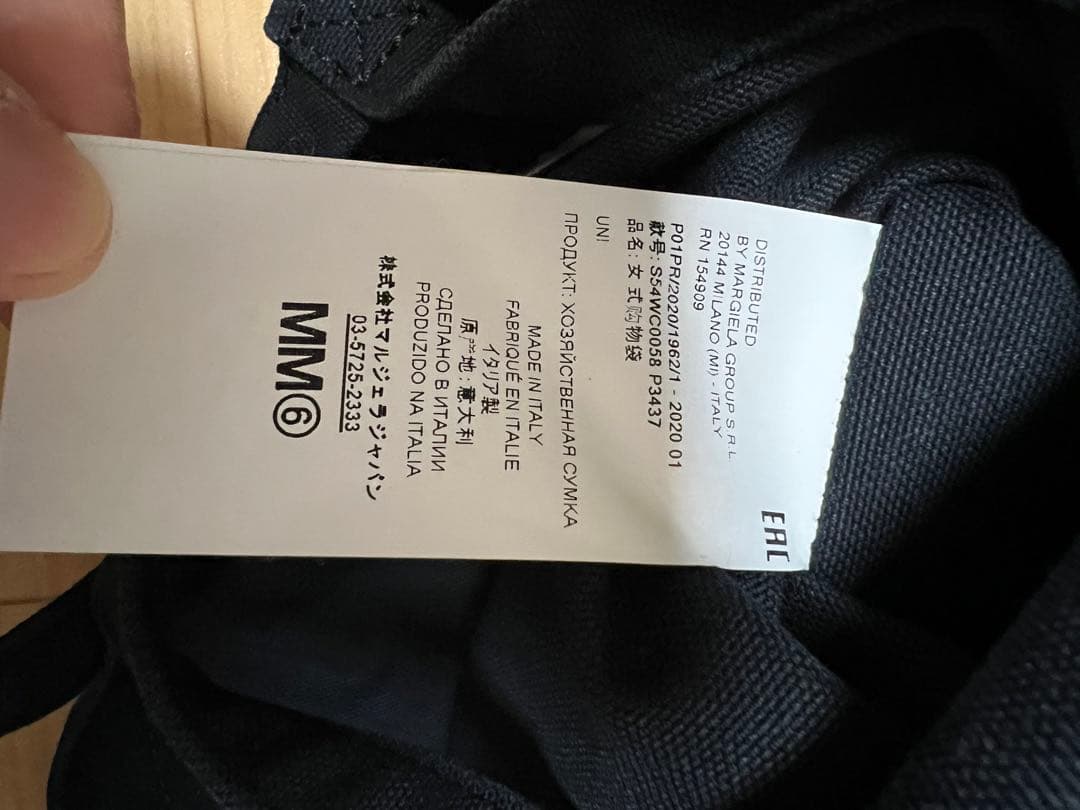 DISTRIBUTED
BY MARGIELA GROUP S.R.L.
20144 MILANO (MI) - ITALY
RN 154909
P01PR/2020/1962/1 - 2020 01
款号: S54WC0058 P3437
品名: 女式购物袋
UNI
ПРОДУКТ: ХОЗЯЙСТВЕННАЯ СУМКА
MADE IN ITALY
FABRIQUÉ EN ITALIE
イタリア製
原产地: 意大利
СДЕЛАНО В ИТАЛИИ
PRODUZIDO NA ITALIA
株式会社マルジェラジャパン
03-5725-2333
MM⑥
EAC